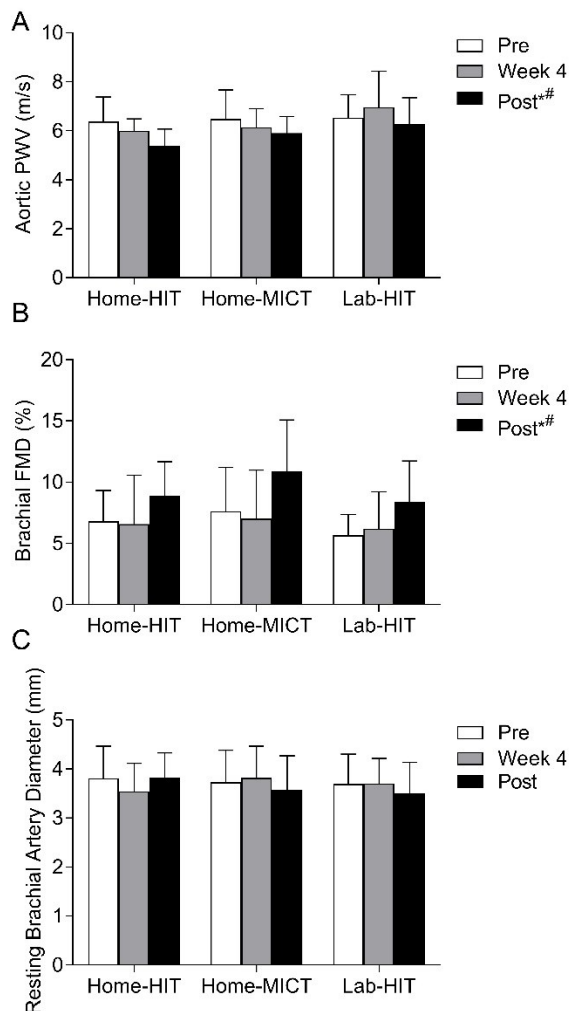 A
Aortic PWV (m/s)
10
8
6
4
2
0
Home-HIT Home-MICT Lab-HIT
Pre
Week 4
Post*#
B
Brachial FMD (%)
20
15
10
5
0
Home-HIT Home-MICT Lab-HIT
Pre
Week 4
Post*#
C
Resting Brachial Artery Diameter (mm)
5
4
3
2
1
0
Home-HIT Home-MICT Lab-HIT
Pre
Week 4
Post